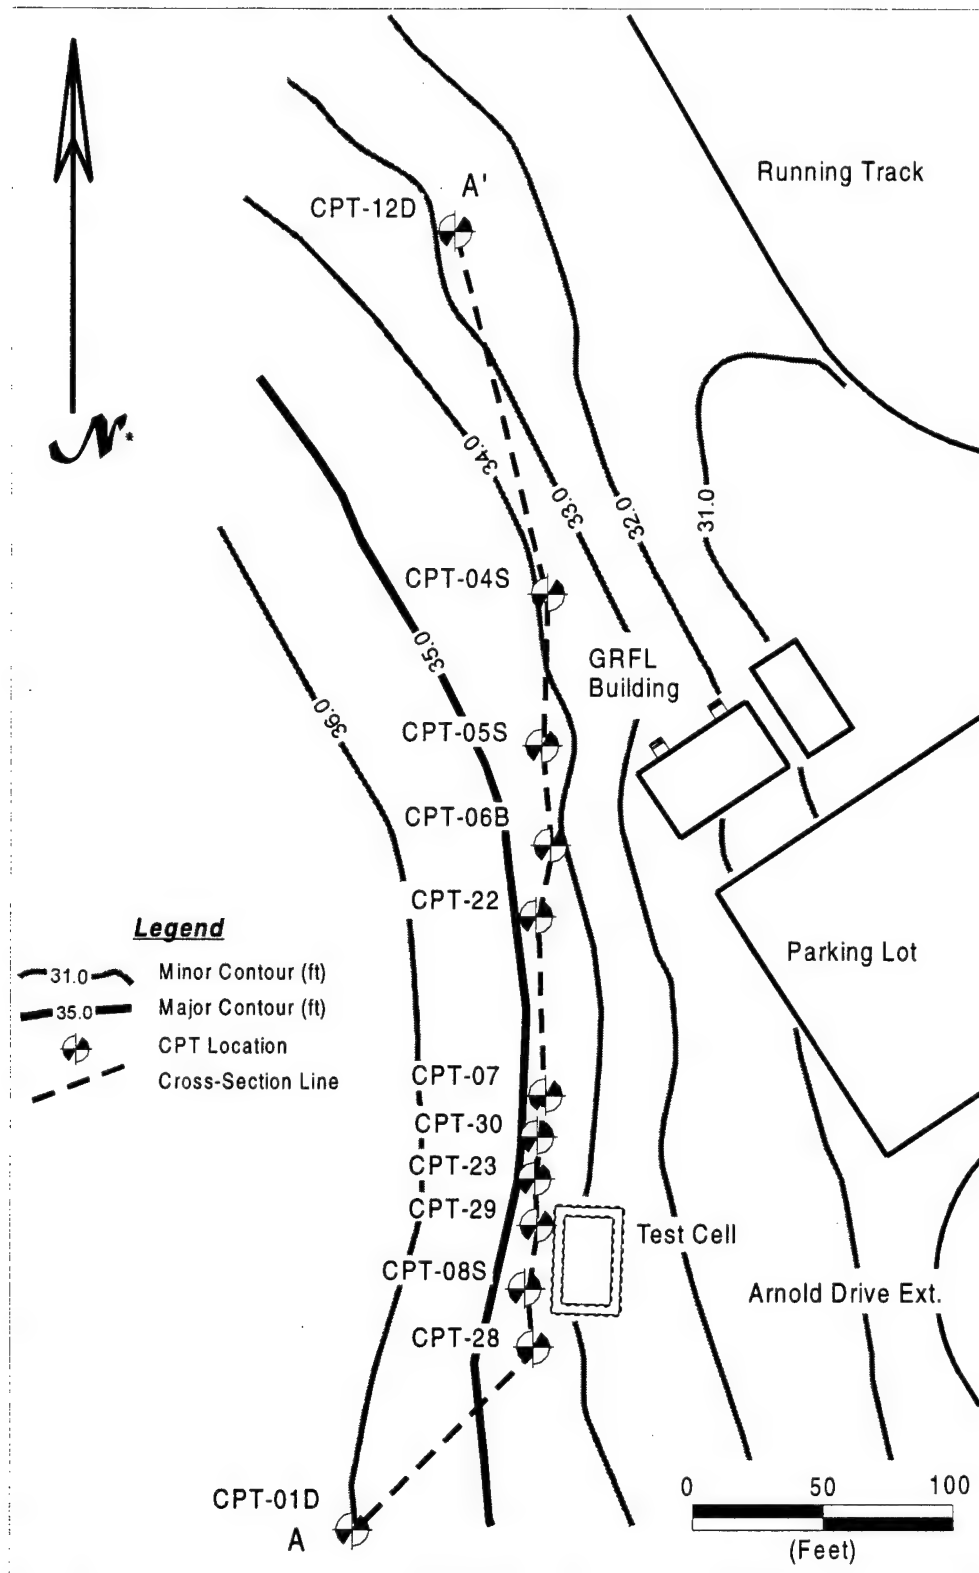 A'
Running Track
CPT-12D
N.
34.0
33.0
32.0
31.0
CPT-04S
35.0
GRFL
Building
36.0
CPT-05S
CPT-06B
CPT-22
Legend
Parking Lot
31.0 Minor Contour (ft)
35.0 Major Contour (ft)
CPT Location
Cross-Section Line
CPT-07
CPT-30
CPT-23
CPT-29
Test Cell
CPT-08S
Arnold Drive Ext.
CPT-28
CPT-01D
A
0 50 100
(Feet)